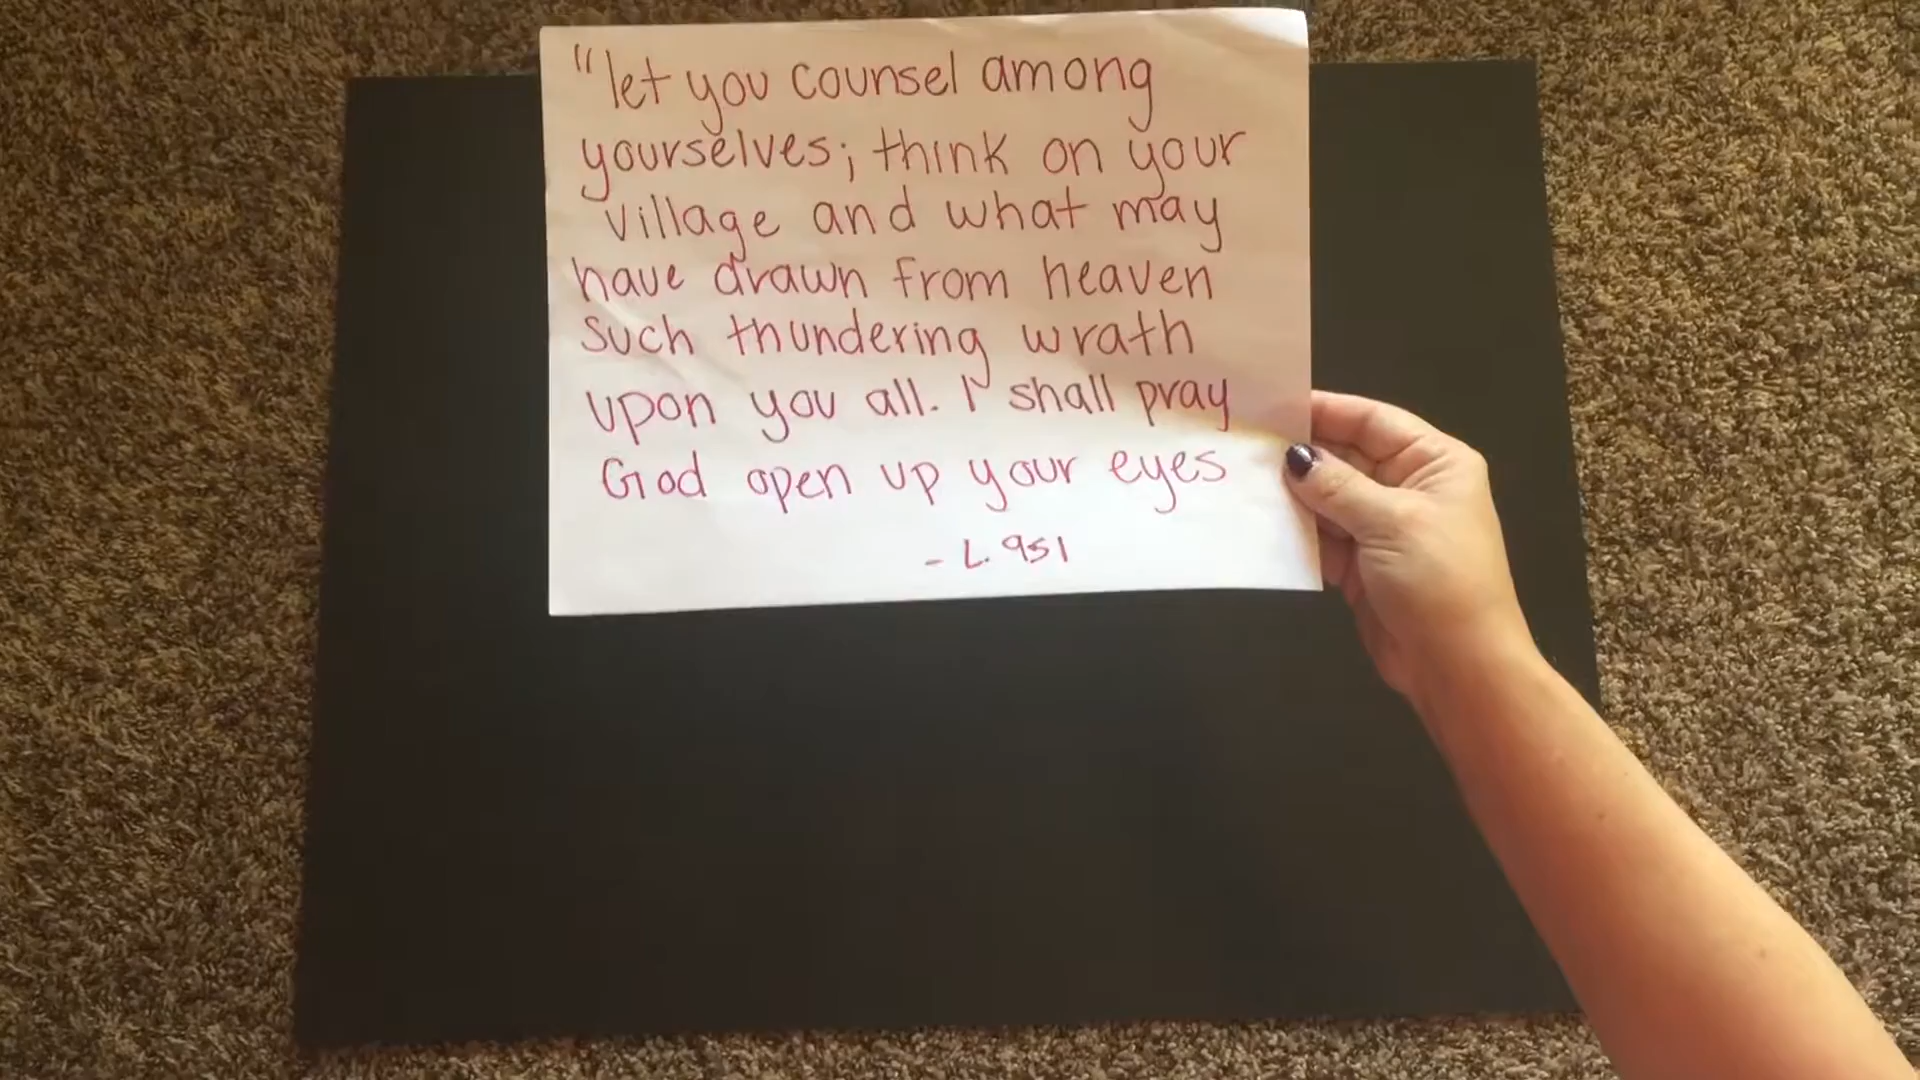 "let you counsel among
yourselves; think on your
village and what may
have drawn from heaven
such thundering wrath
upon you all. I shall pray
God open up your eyes
- L. 951